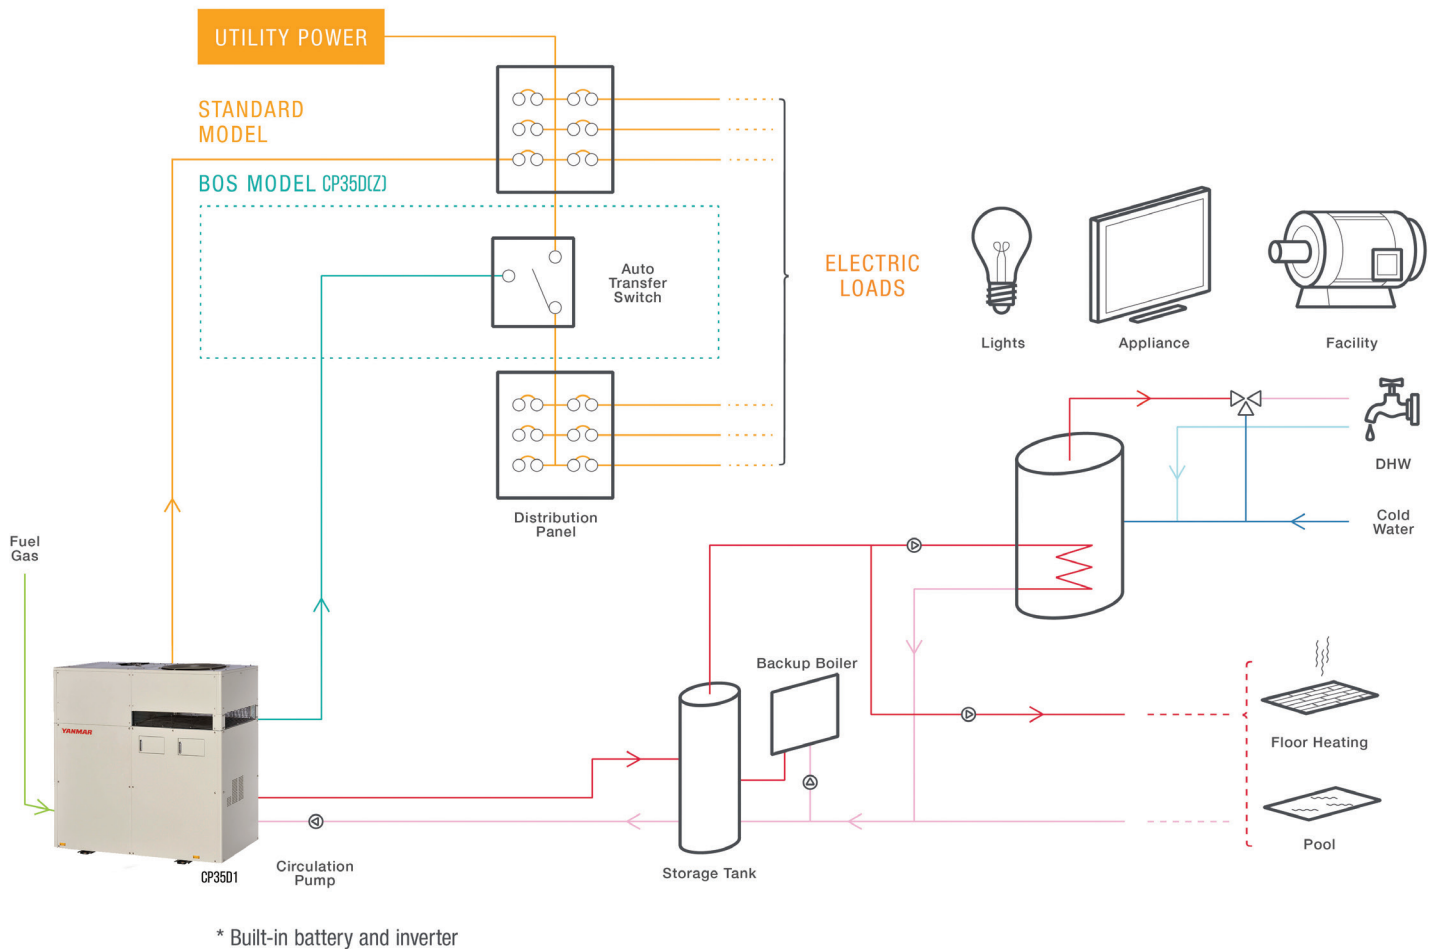 UTILITY POWER
STANDARD
MODEL
BOS MODEL CP35D(Z)
Auto
Transfer
Switch
ELECTRIC
LOADS
Lights
Appliance
Facility
DHW
Cold
Water
Distribution
Panel
Fuel
Gas
Backup Boiler
YANMAR
Floor Heating
Pool
Storage Tank
Circulation
Pump
CP35D1
* Built-in battery and inverter